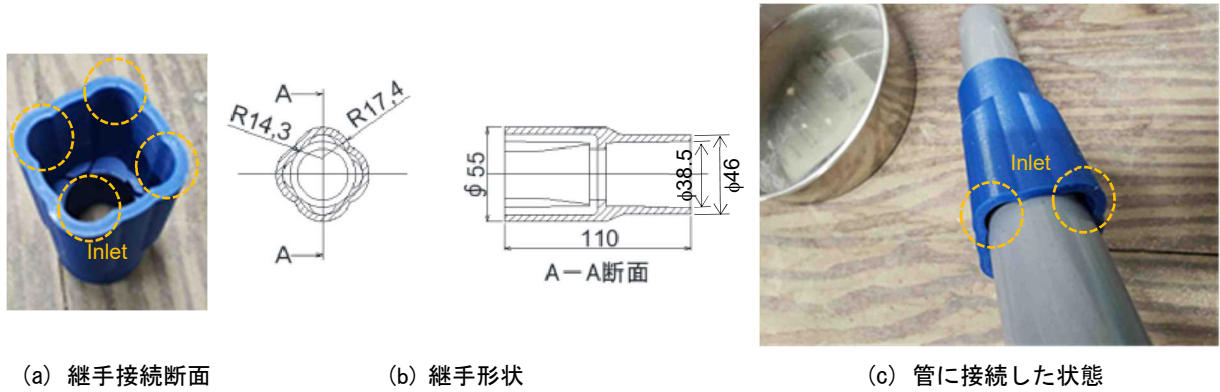 Inlet
A
R14,3
R17,4
A
φ55
110
φ38.5
φ46
A－A断面
Inlet
(a) 継手接続断面
(b) 継手形状
(c) 管に接続した状態